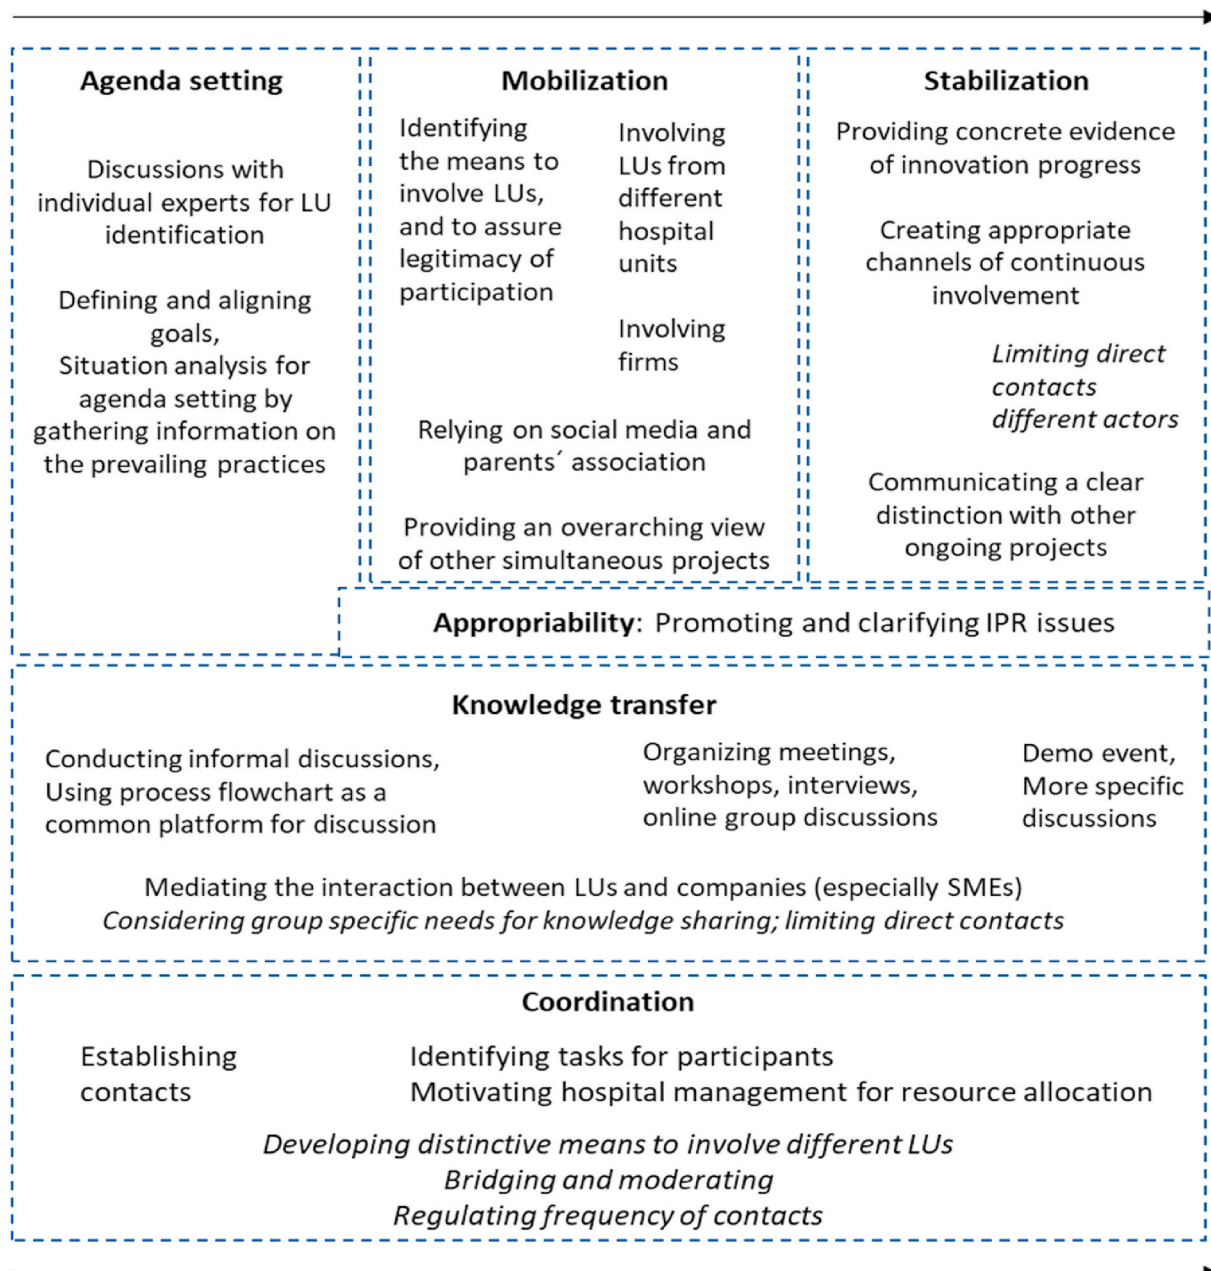 Agenda setting
Discussions with
individual experts for LU
identification
Defining and aligning
goals,
Situation analysis for
agenda setting by
gathering information on
the prevailing practices
Mobilization
Identifying
the means to
involve LUs,
and to assure
legitimacy of
participation
Involving
LUs from
different
hospital
units
Involving
firms
Relying on social media and
parents´ association
Providing an overarching view
of other simultaneous projects
Stabilization
Providing concrete evidence
of innovation progress
Creating appropriate
channels of continuous
involvement
Limiting direct
contacts
different actors
Communicating a clear
distinction with other
ongoing projects
Appropriability: Promoting and clarifying IPR issues
Knowledge transfer
Conducting informal discussions,
Using process flowchart as a
common platform for discussion
Organizing meetings,
workshops, interviews,
online group discussions
Demo event,
More specific
discussions
Mediating the interaction between LUs and companies (especially SMEs)
Considering group specific needs for knowledge sharing; limiting direct contacts
Coordination
Establishing
contacts
Identifying tasks for participants
Motivating hospital management for resource allocation
Developing distinctive means to involve different LUs
Bridging and moderating
Regulating frequency of contacts